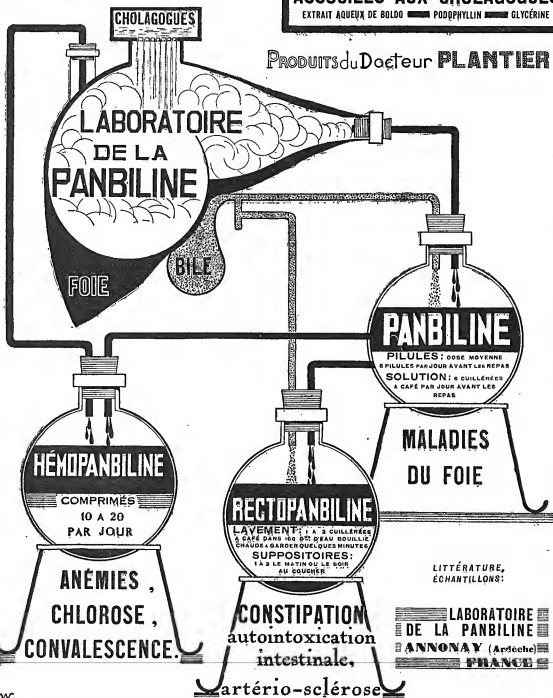 ASSOCIÉES AUX CHOLAGOGUES
EXTRAIT AQUEUX DE BOLDO PODOPHYLLIN GLYCÉRINE
PRODUITS du Docteur PLANTIER
CHOLAGOGUES
LABORATOIRE
DE LA
PANBILINE
FOIE
BILE
PANBILINE
PILULES: DOSE MOYENNE
6 PILULES PAR JOUR AVANT LES REPAS
SOLUTION: 6 CUILLÉRÉES
A CAFÉ PAR JOUR AVANT LES
REPAS
MALADIES
DU FOIE
HÉMOPANBILINE
COMPRIMÉS
10 A 20
PAR JOUR
ANÉMIES,
CHLOROSE,
CONVALESCENCE.
RECTOPANBILINE
LAVEMENT: 1 A 2 CUILLÉRÉES
A CAFÉ DANS 160 GRS D'EAU BOUILLIE
CHAUDE A GARDER QUELQUES MINUTES
SUPPOSITOIRES:
1 A 2 LE MATIN OU LE SOIR
AU COUCHER
CONSTIPATION
autointoxication
intestinale,
artério-sclérose
LITTÉRATURE,
ÉCHANTILLONS:
LABORATOIRE
DE LA PANBILINE
ANNONAY (Ardèche)
FRANCE